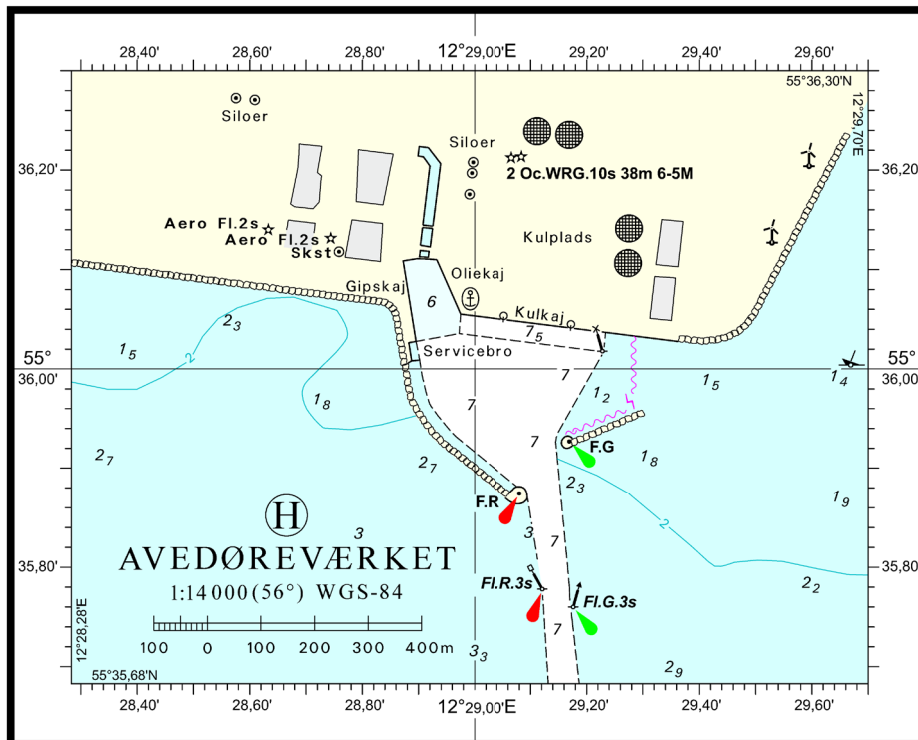 28,40' 28,60' 28,80' 12°29,00'E 29,20' 29,40' 29,60'
55°36,30'N
12°29,70'E
Siloer
Siloer
36,20' 36,20'
2 Oc.WRG.10s 38m 6-5M
Aero Fl.2s
Aero Fl.2s
Skst
Kulplads
Oliekaj
Gipskaj
6
Kulkaj
2₃
7₅
1₅
Servicebro
2
55° 55°
36,00' 36,00'
7
1₄
1₅
1₂
1₈
7
7
F.G
1₈
2₇
2₇
2₃
F.R
1₉
H
3
3
7
2
AVEDØREVÆRKET
35,80' 35,80'
1:14 000 (56°) WGS-84
Fl.R.3s
Fl.G.3s
2₂
100 0 100 200 300 400m
7
3₃
2₉
12°28,28'E
55°35,68'N
28,40' 28,60' 28,80' 12°29,00'E 29,20' 29,40' 29,60'